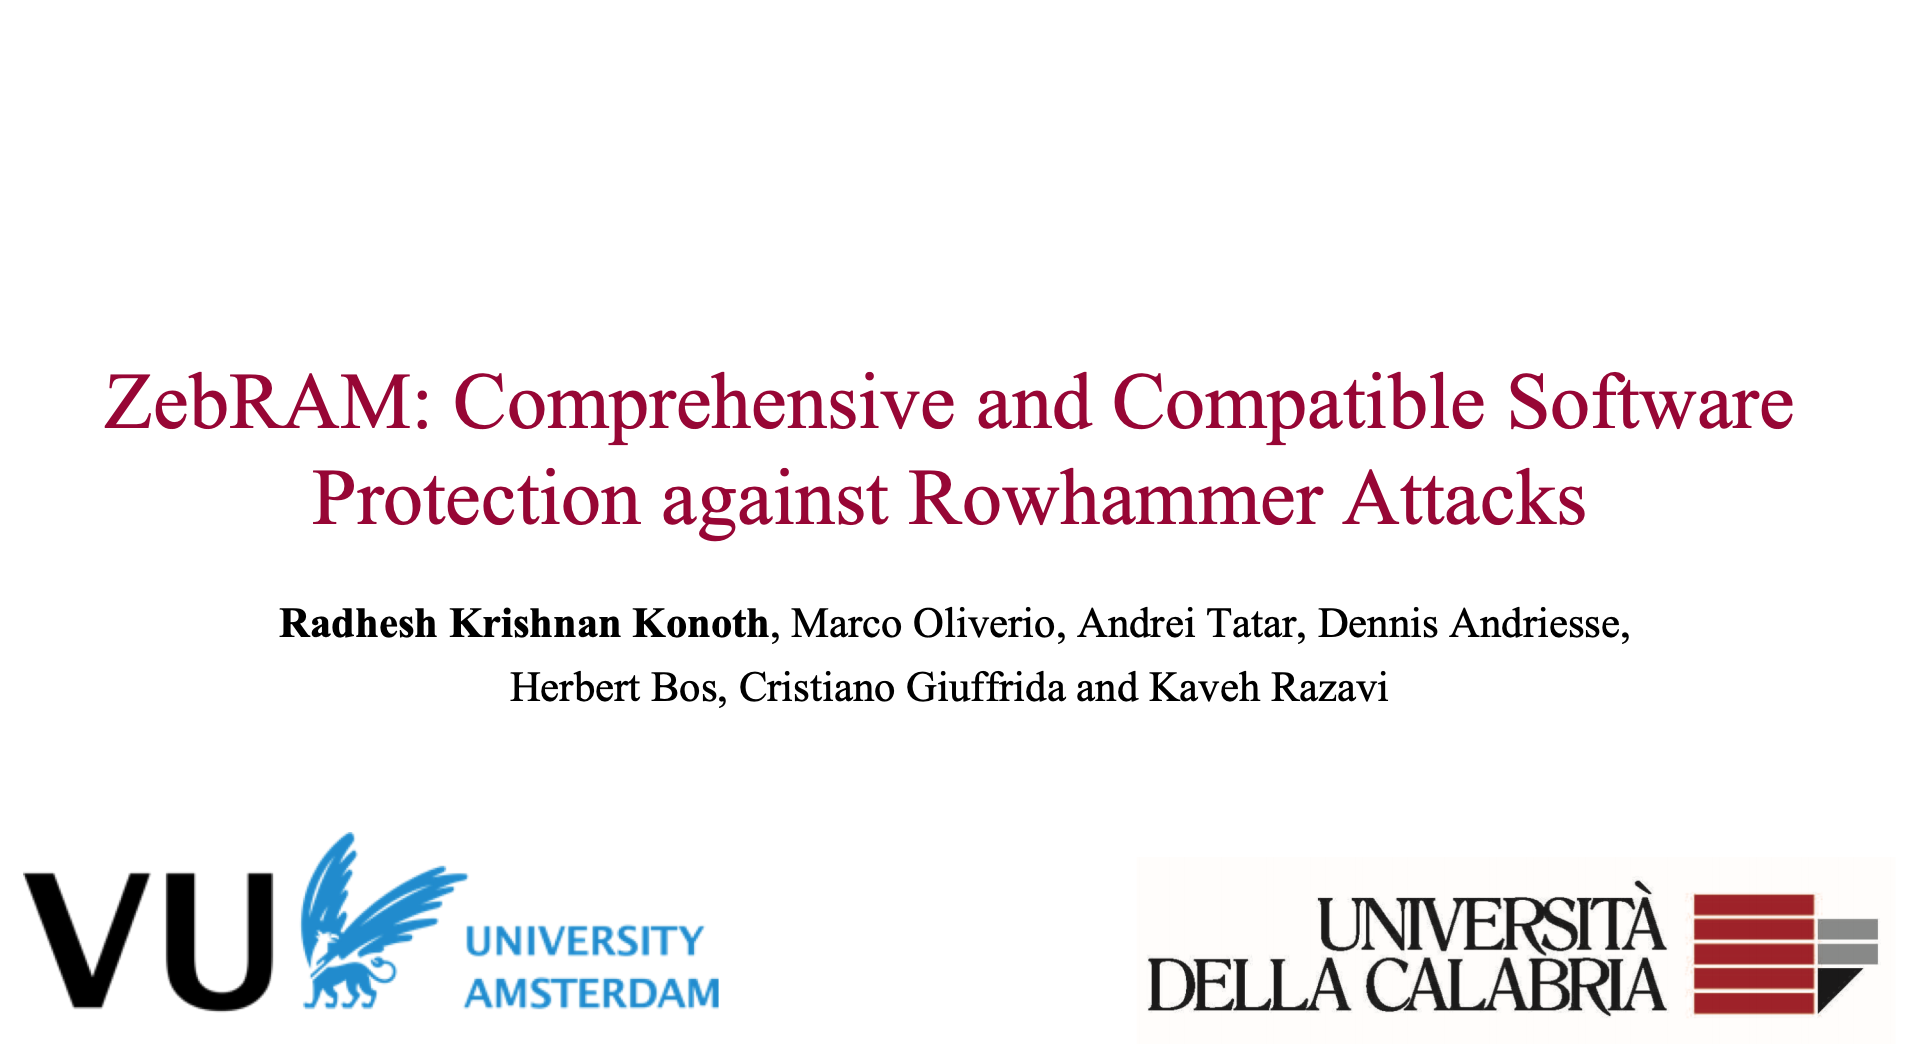 ZebRAM: Comprehensive and Compatible Software
Protection against Rowhammer Attacks
Radhesh Krishnan Konoth, Marco Oliverio, Andrei Tatar, Dennis Andriesse,
Herbert Bos, Cristiano Giuffrida and Kaveh Razavi
VU
UNIVERSITY
AMSTERDAM
UNIVERSITÀ
DELLA CALABRIA